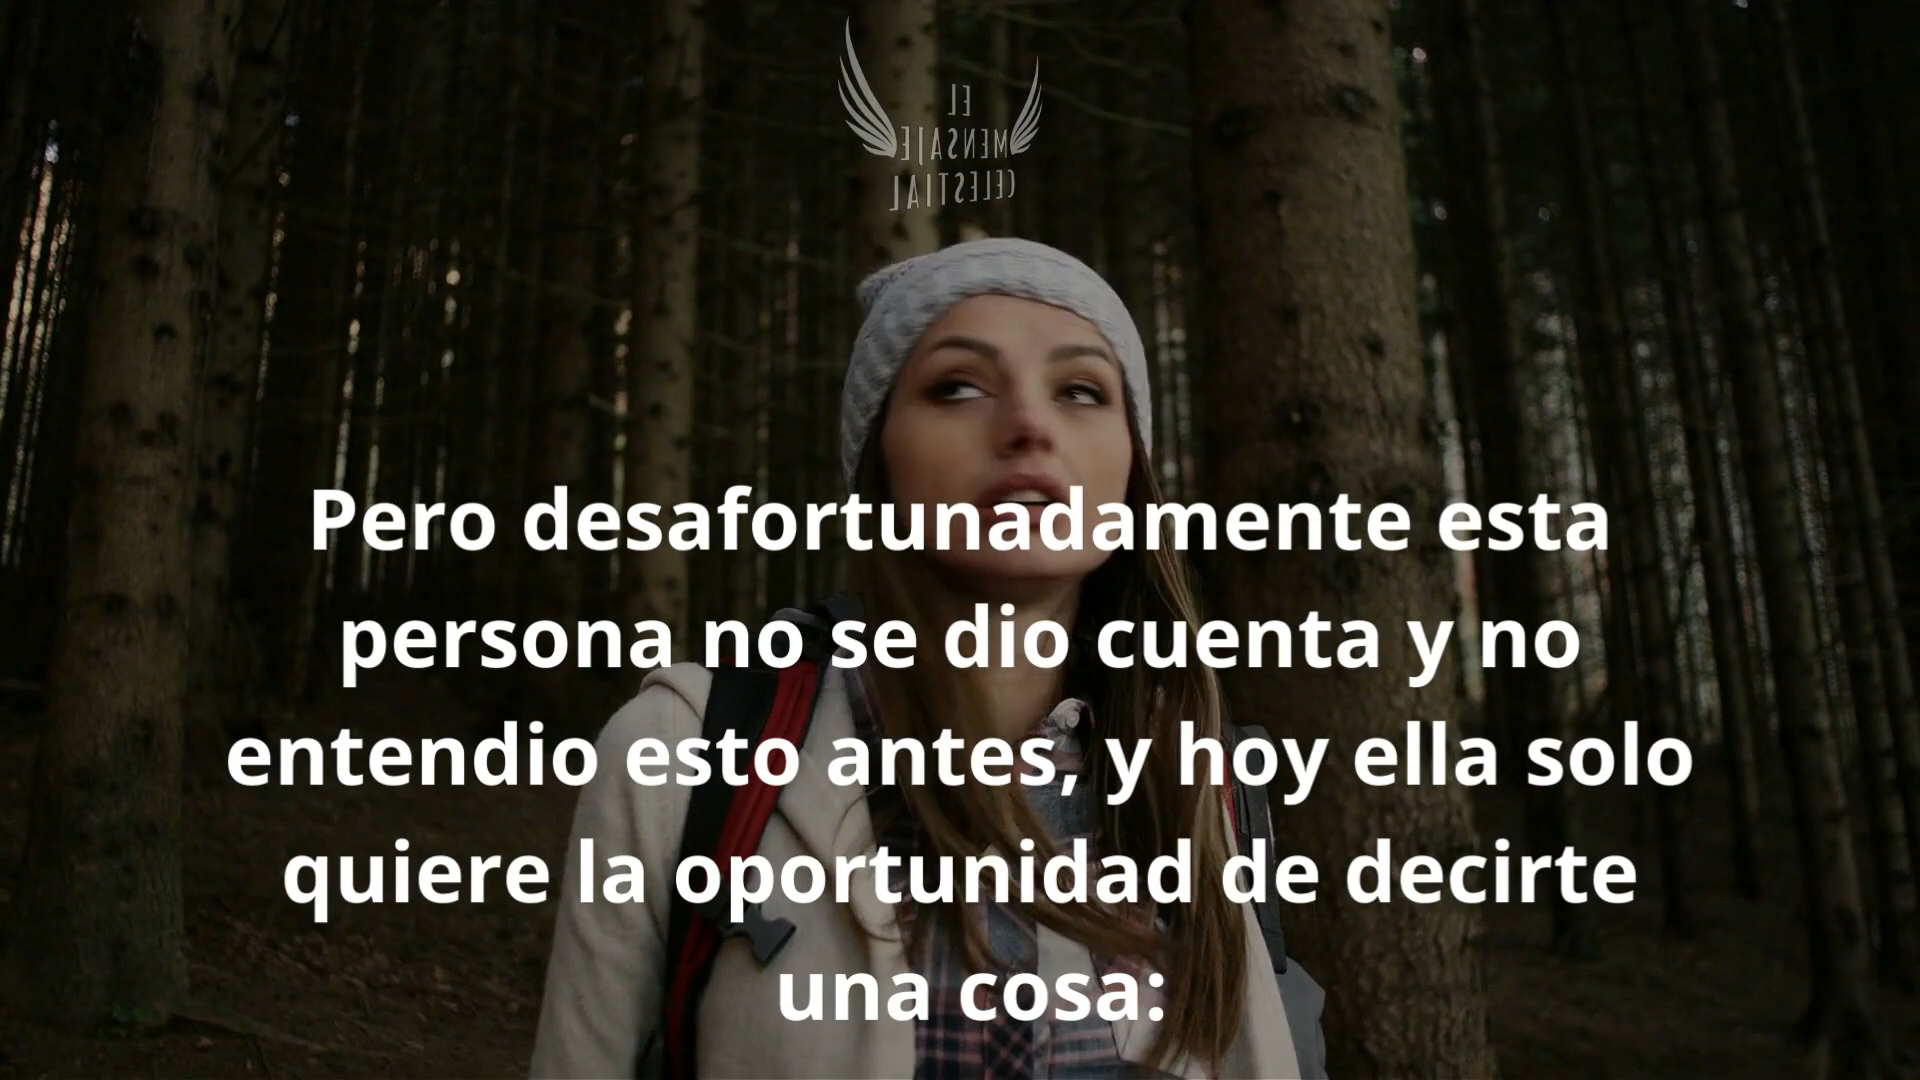 EL
MENSAJE
CELESTIAL
Pero desafortunadamente esta
persona no se dio cuenta y no
entendio esto antes, y hoy ella solo
quiere la oportunidad de decirte
una cosa: